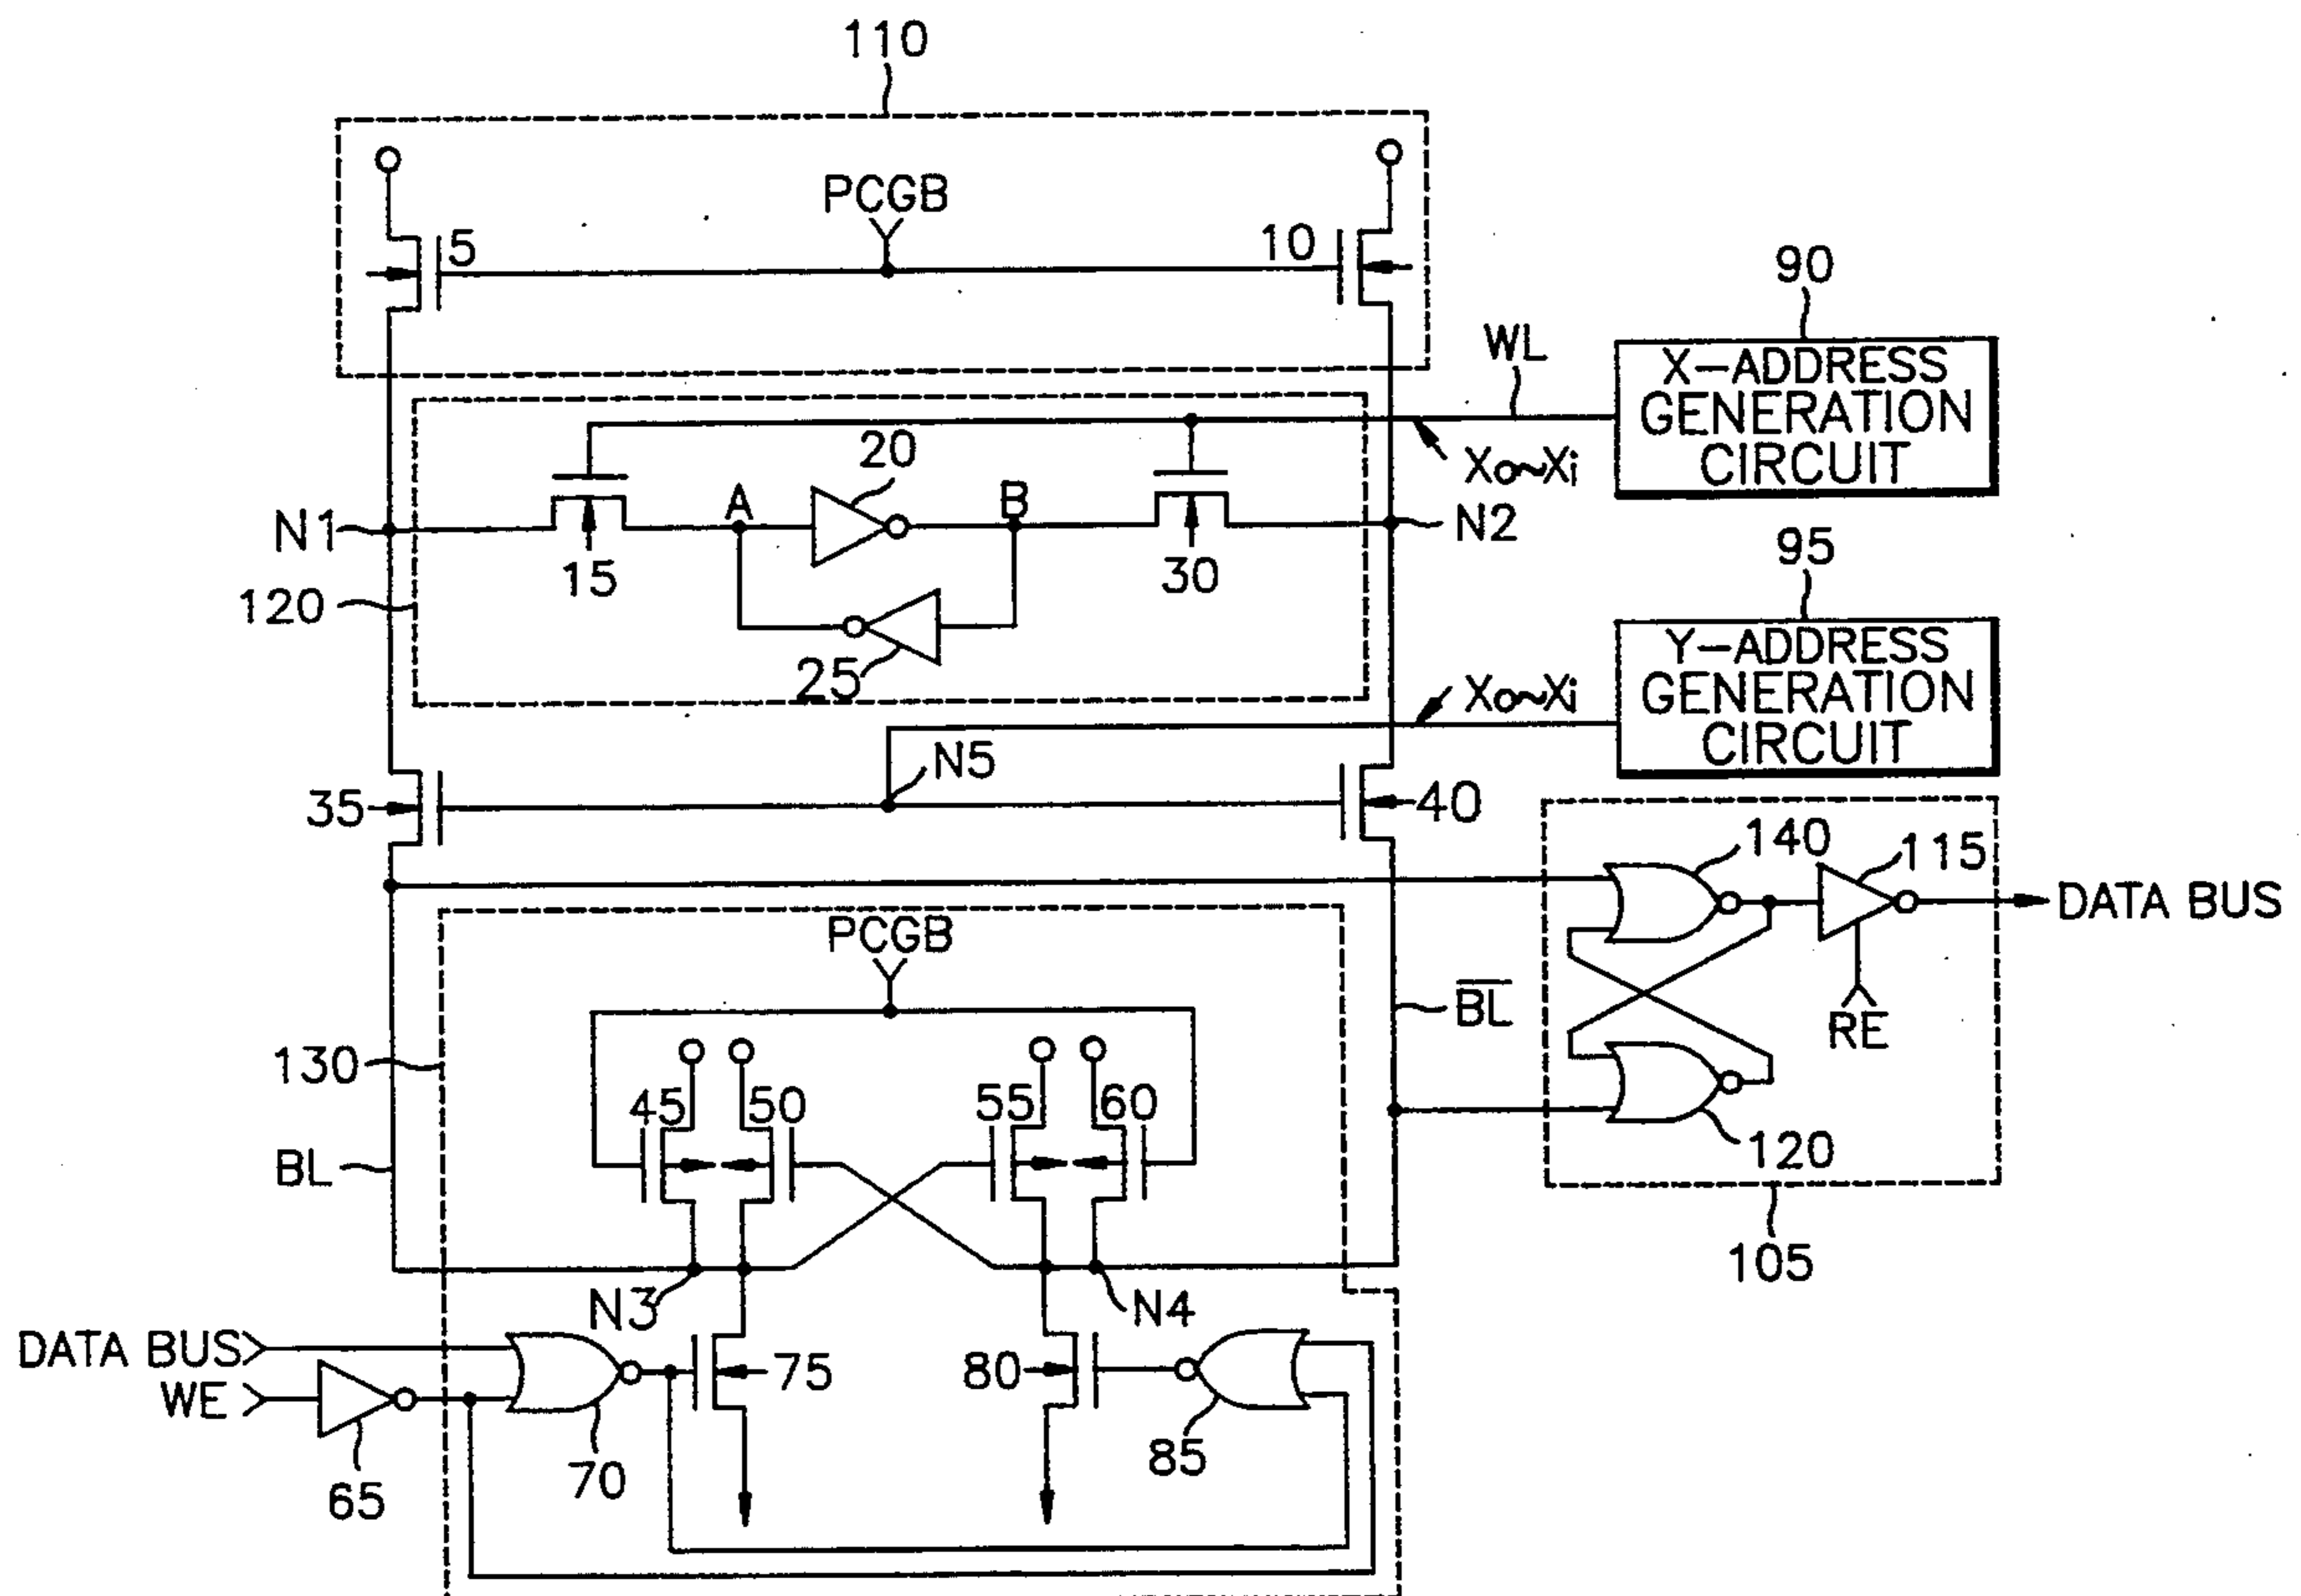 110
PCGB
5
10
90
WL
X-ADDRESS
GENERATION
CIRCUIT
Xo~Xi
20
A
B
N1
15
30
N2
120
25
95
Y-ADDRESS
GENERATION
CIRCUIT
Xo~Xi
N5
35
40
140
115
DATA BUS
PCGB
RE
B̅L̅
130
45
50
55
60
BL
120
105
N3
N4
DATA BUS
WE
75
80
65
70
85